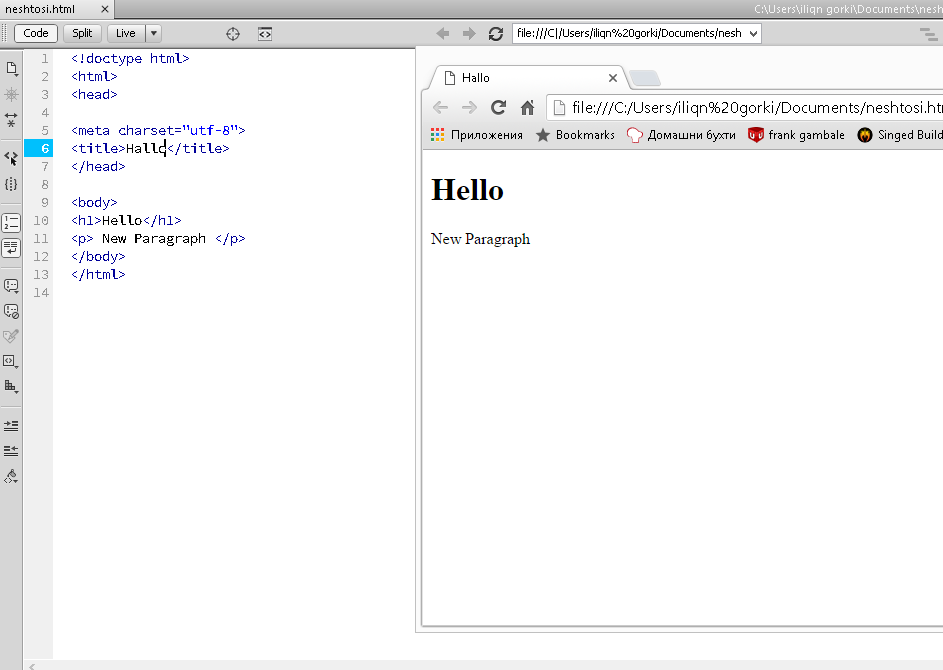 neshtosi.html
C:\Users\iliqn gorki\Documents\nesh
Code Split Live
file:///C|/Users/iliqn%20gorki/Documents/nesh
1 <!doctype html>
2 <html>
3 <head>
4
5 <meta charset="utf-8">
6 <title>Hallo</title>
7 </head>
8
9 <body>
10 <h1>Hello</h1>
11 <p> New Paragraph </p>
12 </body>
13 </html>
14
Hallo
file:///C:/Users/iliqn%20gorki/Documents/neshtosi.htm
Приложения Bookmarks Домашни бухти frank gambale Singed Build
Hello
New Paragraph